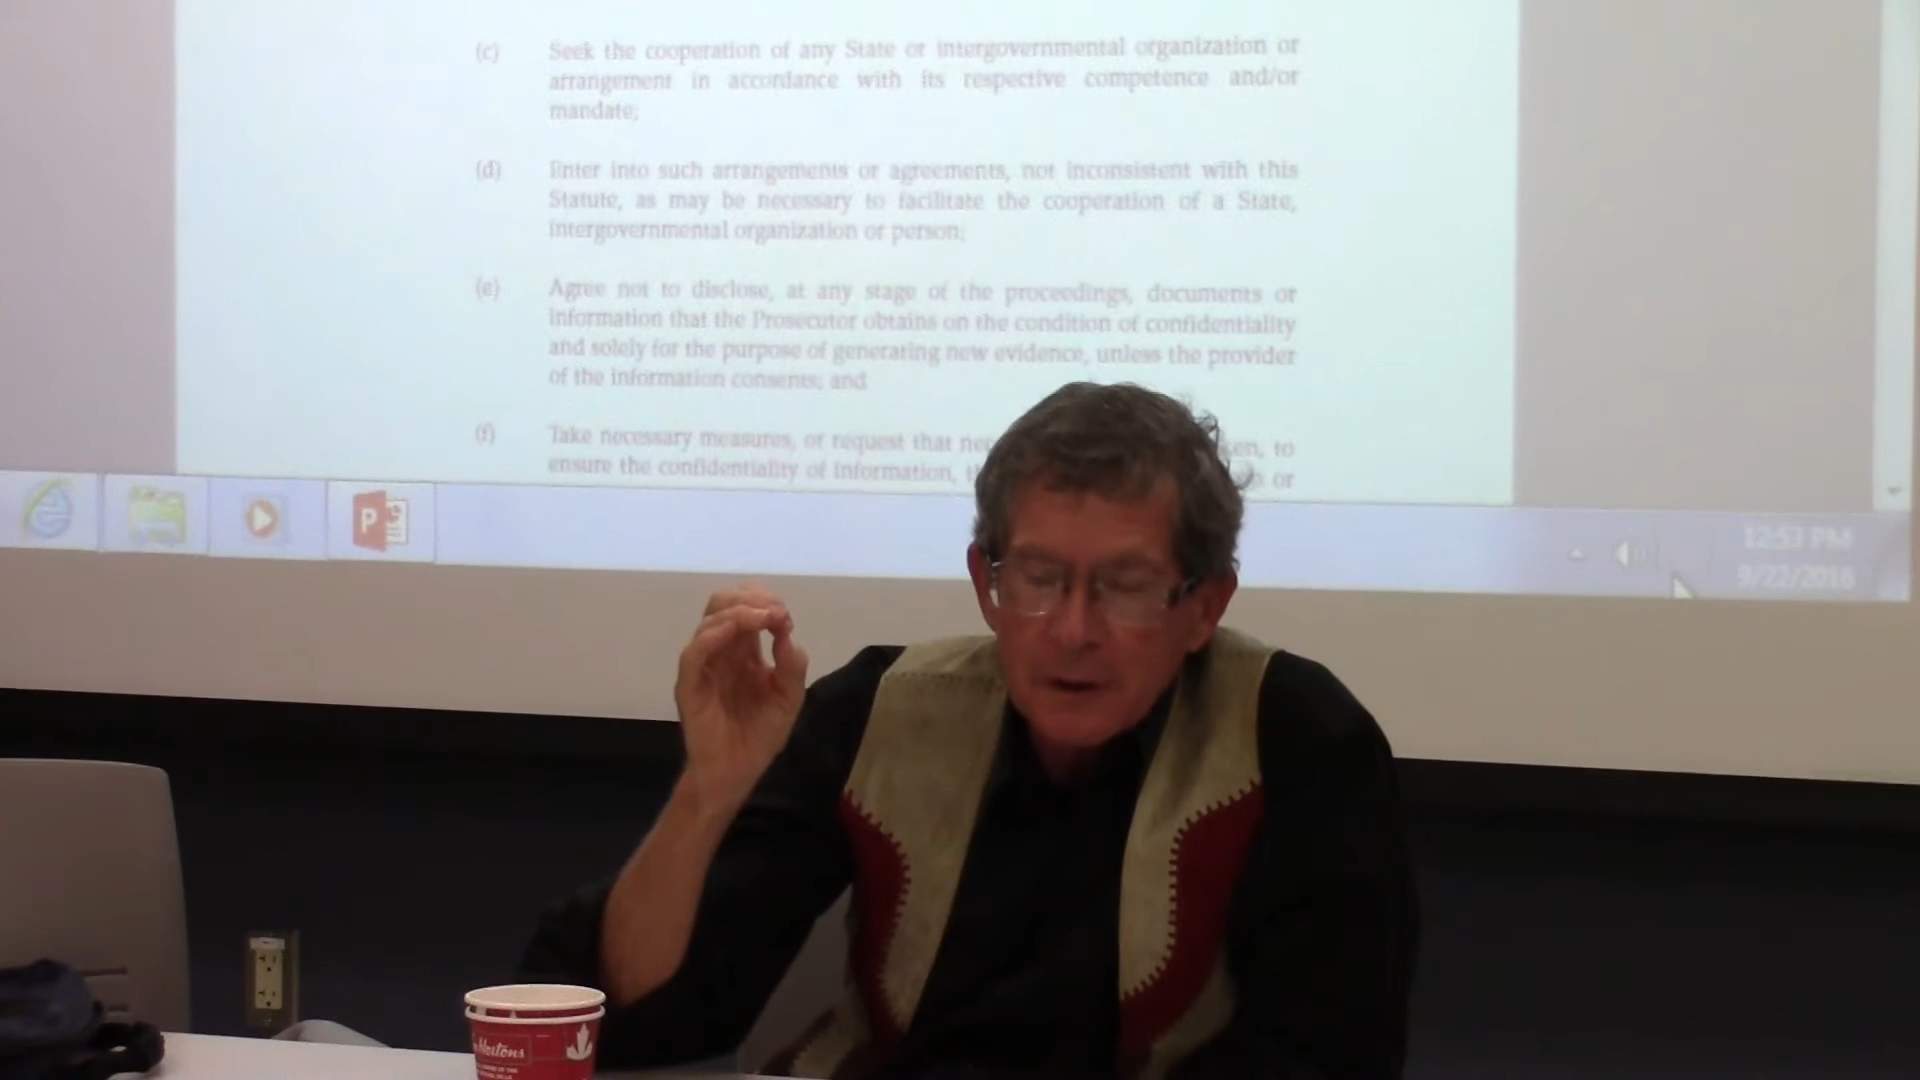 (c) Seek the cooperation of any State or intergovernmental organization or
arrangement in accordance with its respective competence and/or
mandate;
(d) Enter into such arrangements or agreements, not inconsistent with this
Statute, as may be necessary to facilitate the cooperation of a State,
intergovernmental organization or person;
(e) Agree not to disclose, at any stage of the proceedings, documents or
information that the Prosecutor obtains on the condition of confidentiality
and solely for the purpose of generating new evidence, unless the provider
of the information consents; and
(f) Take necessary measures, or request that to
ensure the confidentiality of information, or
P
12:53 PM
9/22/2016
Hortons